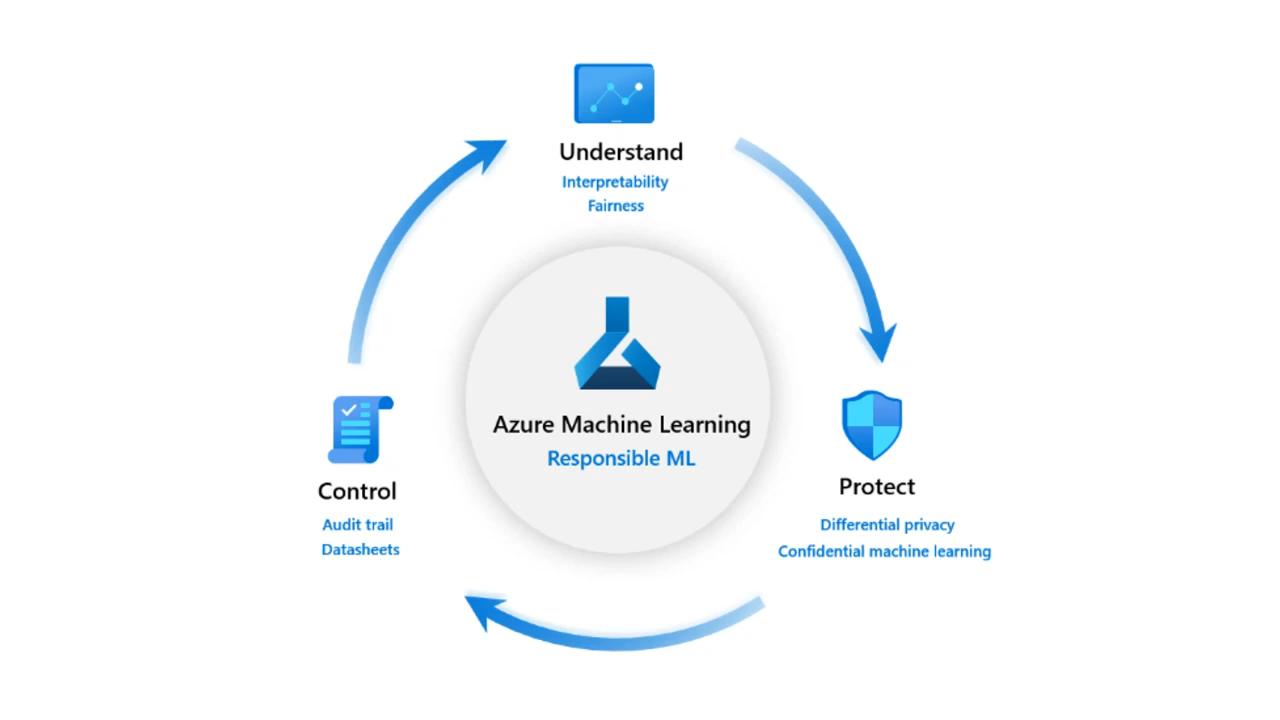 Understand
Interpretability
Fairness
Azure Machine Learning
Responsible ML
Control
Audit trail
Datasheets
Protect
Differential privacy
Confidential machine learning